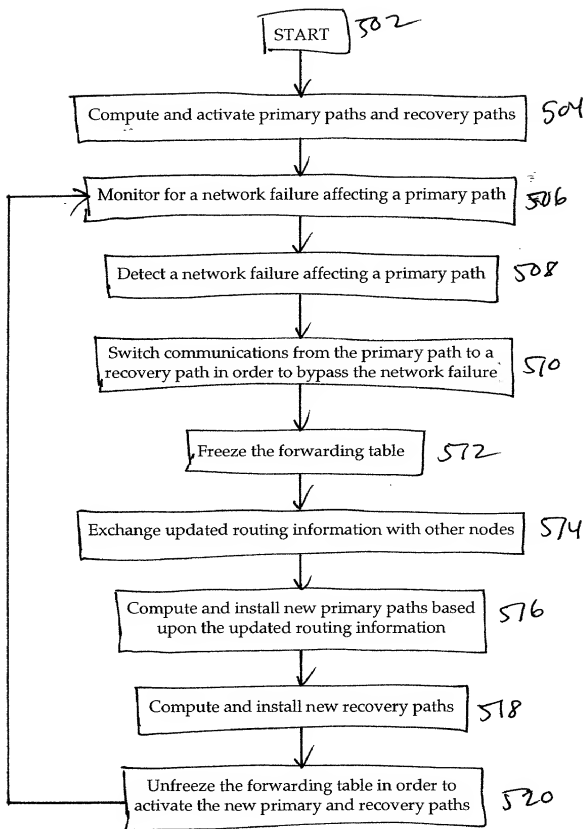 START 502
Compute and activate primary paths and recovery paths 504
Monitor for a network failure affecting a primary path 506
Detect a network failure affecting a primary path 508
Switch communications from the primary path to a
recovery path in order to bypass the network failure 510
Freeze the forwarding table 512
Exchange updated routing information with other nodes 514
Compute and install new primary paths based
upon the updated routing information 516
Compute and install new recovery paths 518
Unfreeze the forwarding table in order to
activate the new primary and recovery paths 520